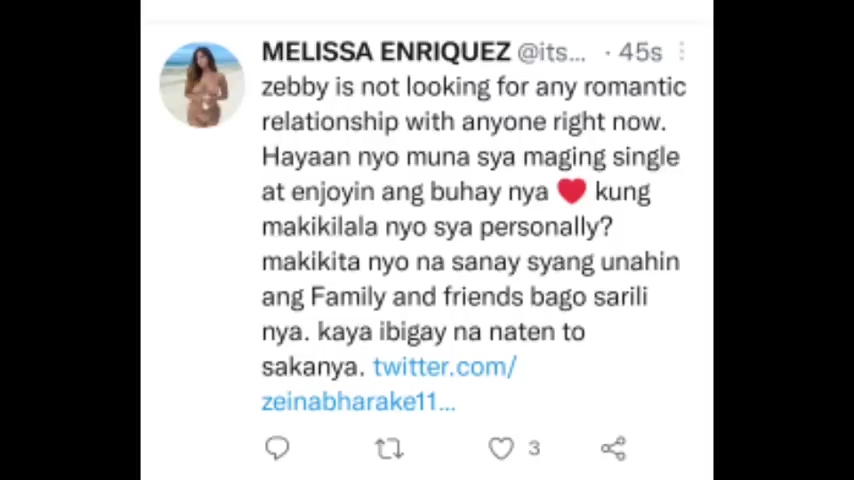 MELISSA ENRIQUEZ @its... · 45s
zebby is not looking for any romantic
relationship with anyone right now.
Hayaan nyo muna sya maging single
at enjoyin ang buhay nya ❤️ kung
makikilala nyo sya personally?
makikita nyo na sanay syang unahin
ang Family and friends bago sarili
nya. kaya ibigay na naten to
sakanya. twitter.com/
zeinabharake11...
3